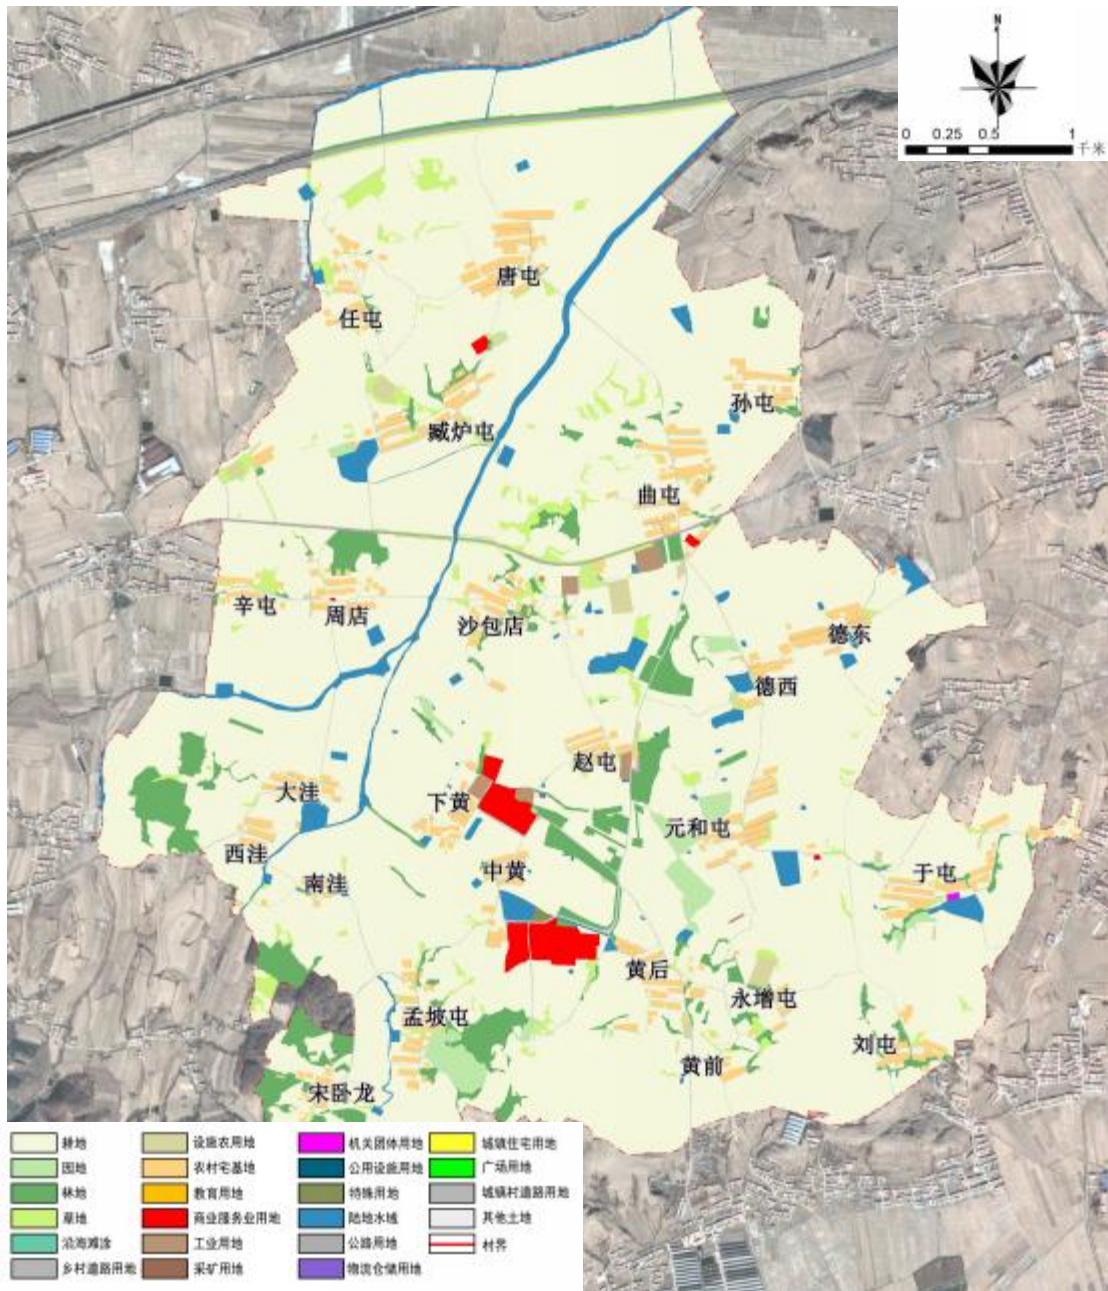 N
0 0.25 0.5 1
千米
唐屯
任屯
孙屯
臧炉屯
曲屯
辛屯
周店
沙包店
德东
德西
赵屯
大洼
下黄
元和屯
西洼
中黄
于屯
南洼
黄后
永增屯
孟坡屯
刘屯
黄前
宋卧龙
耕地 设施农用地 机关团体用地 城镇住宅用地
园地 农村宅基地 公用设施用地 广场用地
林地 教育用地 特殊用地 城镇村道路用地
草地 商业服务业用地 陆地水域 其他土地
沿海滩涂 工业用地 公路用地 村界
乡村道路用地 采矿用地 物流仓储用地